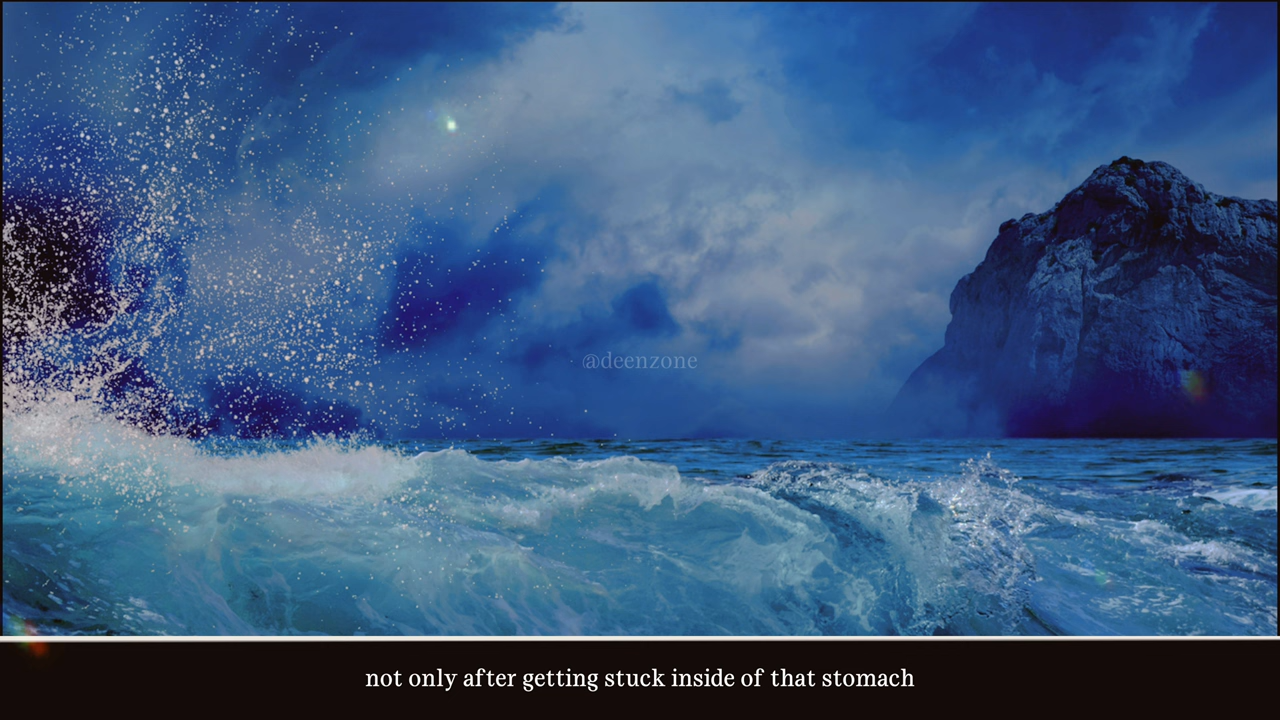 @deenzone
not only after getting stuck inside of that stomach